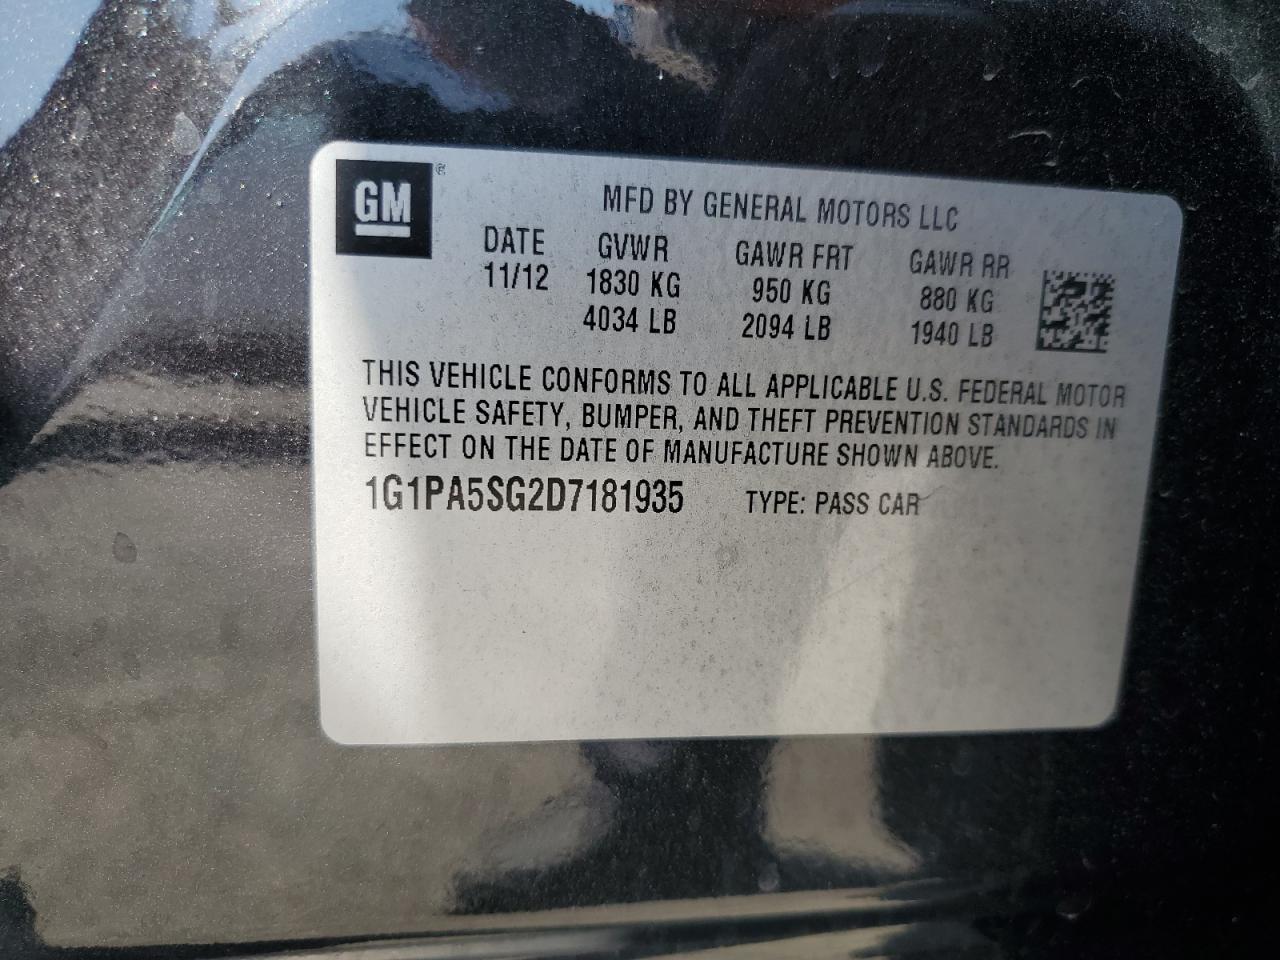 GM
MFD BY GENERAL MOTORS LLC
DATE GVWR GAWR FRT GAWR RR
11/12 1830 KG 950 KG 880 KG
4034 LB 2094 LB 1940 LB
THIS VEHICLE CONFORMS TO ALL APPLICABLE U.S. FEDERAL MOTOR
VEHICLE SAFETY, BUMPER, AND THEFT PREVENTION STANDARDS IN
EFFECT ON THE DATE OF MANUFACTURE SHOWN ABOVE.
1G1PA5SG2D7181935 TYPE: PASS CAR